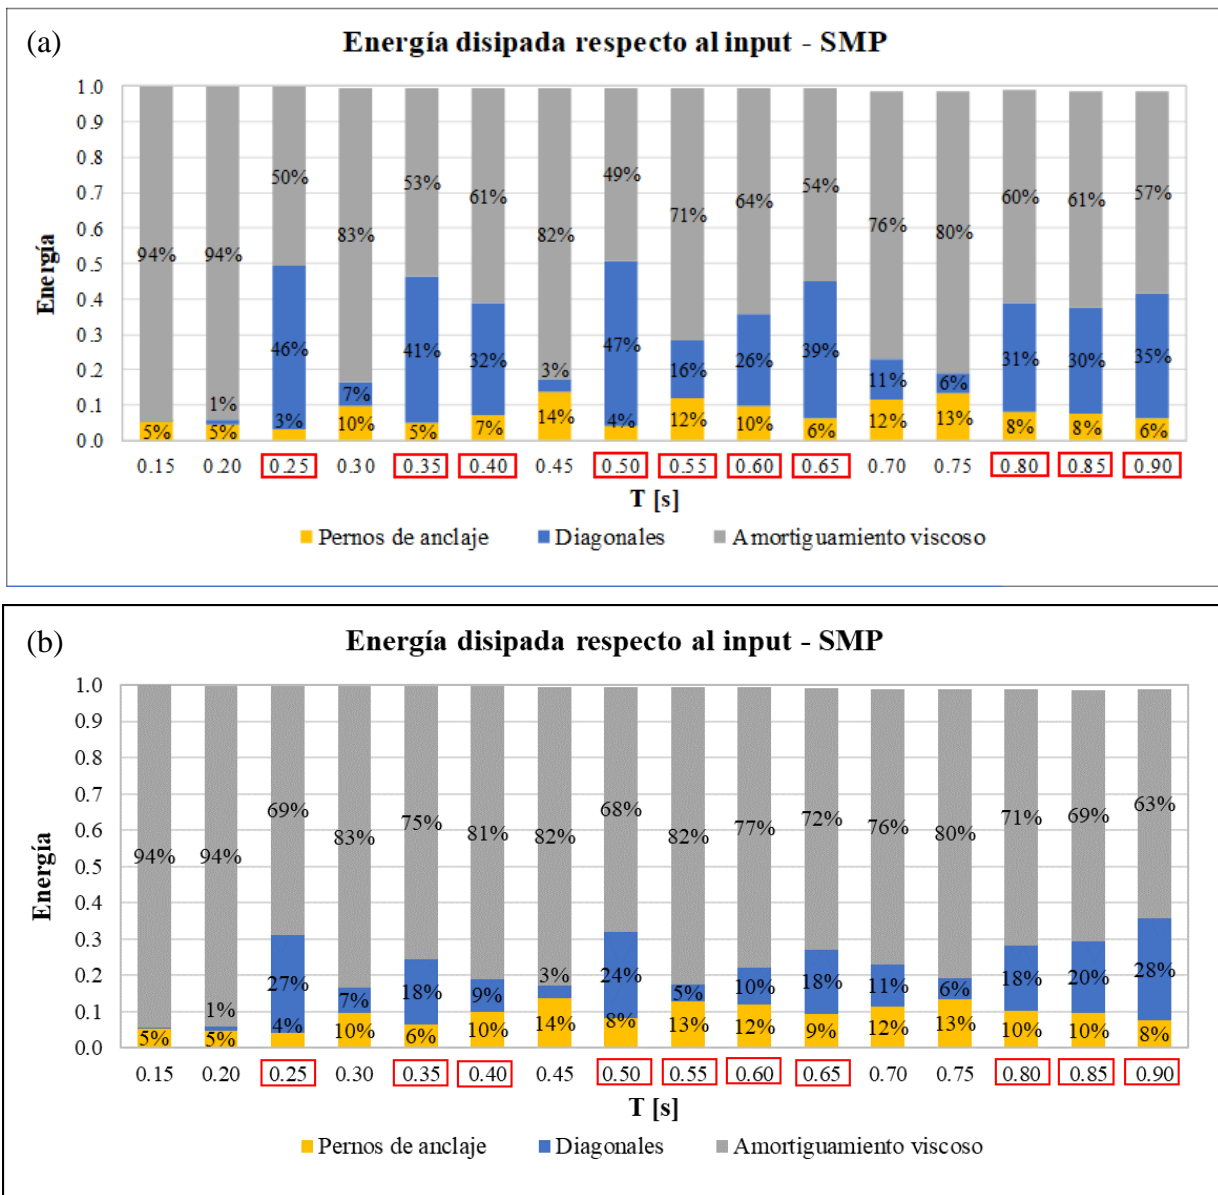 (a)
Energía disipada respecto al input - SMP
Energía
1.0
0.9
0.8
0.7
0.6
0.5
0.4
0.3
0.2
0.1
0.0
94% 94% 50% 83% 53% 61% 82% 49% 71% 64% 54% 76% 80% 60% 61% 57%
1% 46% 7% 41% 32% 3% 47% 16% 26% 39% 11% 6% 31% 30% 35%
5% 5% 3% 10% 5% 7% 14% 4% 12% 10% 6% 12% 13% 8% 8% 6%
0.15 0.20 0.25 0.30 0.35 0.40 0.45 0.50 0.55 0.60 0.65 0.70 0.75 0.80 0.85 0.90
T [s]
Pernos de anclaje Diagonales Amortiguamiento viscoso
(b)
Energía disipada respecto al input - SMP
Energía
1.0
0.9
0.8
0.7
0.6
0.5
0.4
0.3
0.2
0.1
0.0
94% 94% 69% 83% 75% 81% 82% 68% 82% 77% 72% 76% 80% 71% 69% 63%
1% 27% 7% 18% 9% 3% 24% 5% 10% 18% 11% 6% 18% 20% 28%
5% 5% 4% 10% 6% 10% 14% 8% 13% 12% 9% 12% 13% 10% 10% 8%
0.15 0.20 0.25 0.30 0.35 0.40 0.45 0.50 0.55 0.60 0.65 0.70 0.75 0.80 0.85 0.90
T [s]
Pernos de anclaje Diagonales Amortiguamiento viscoso